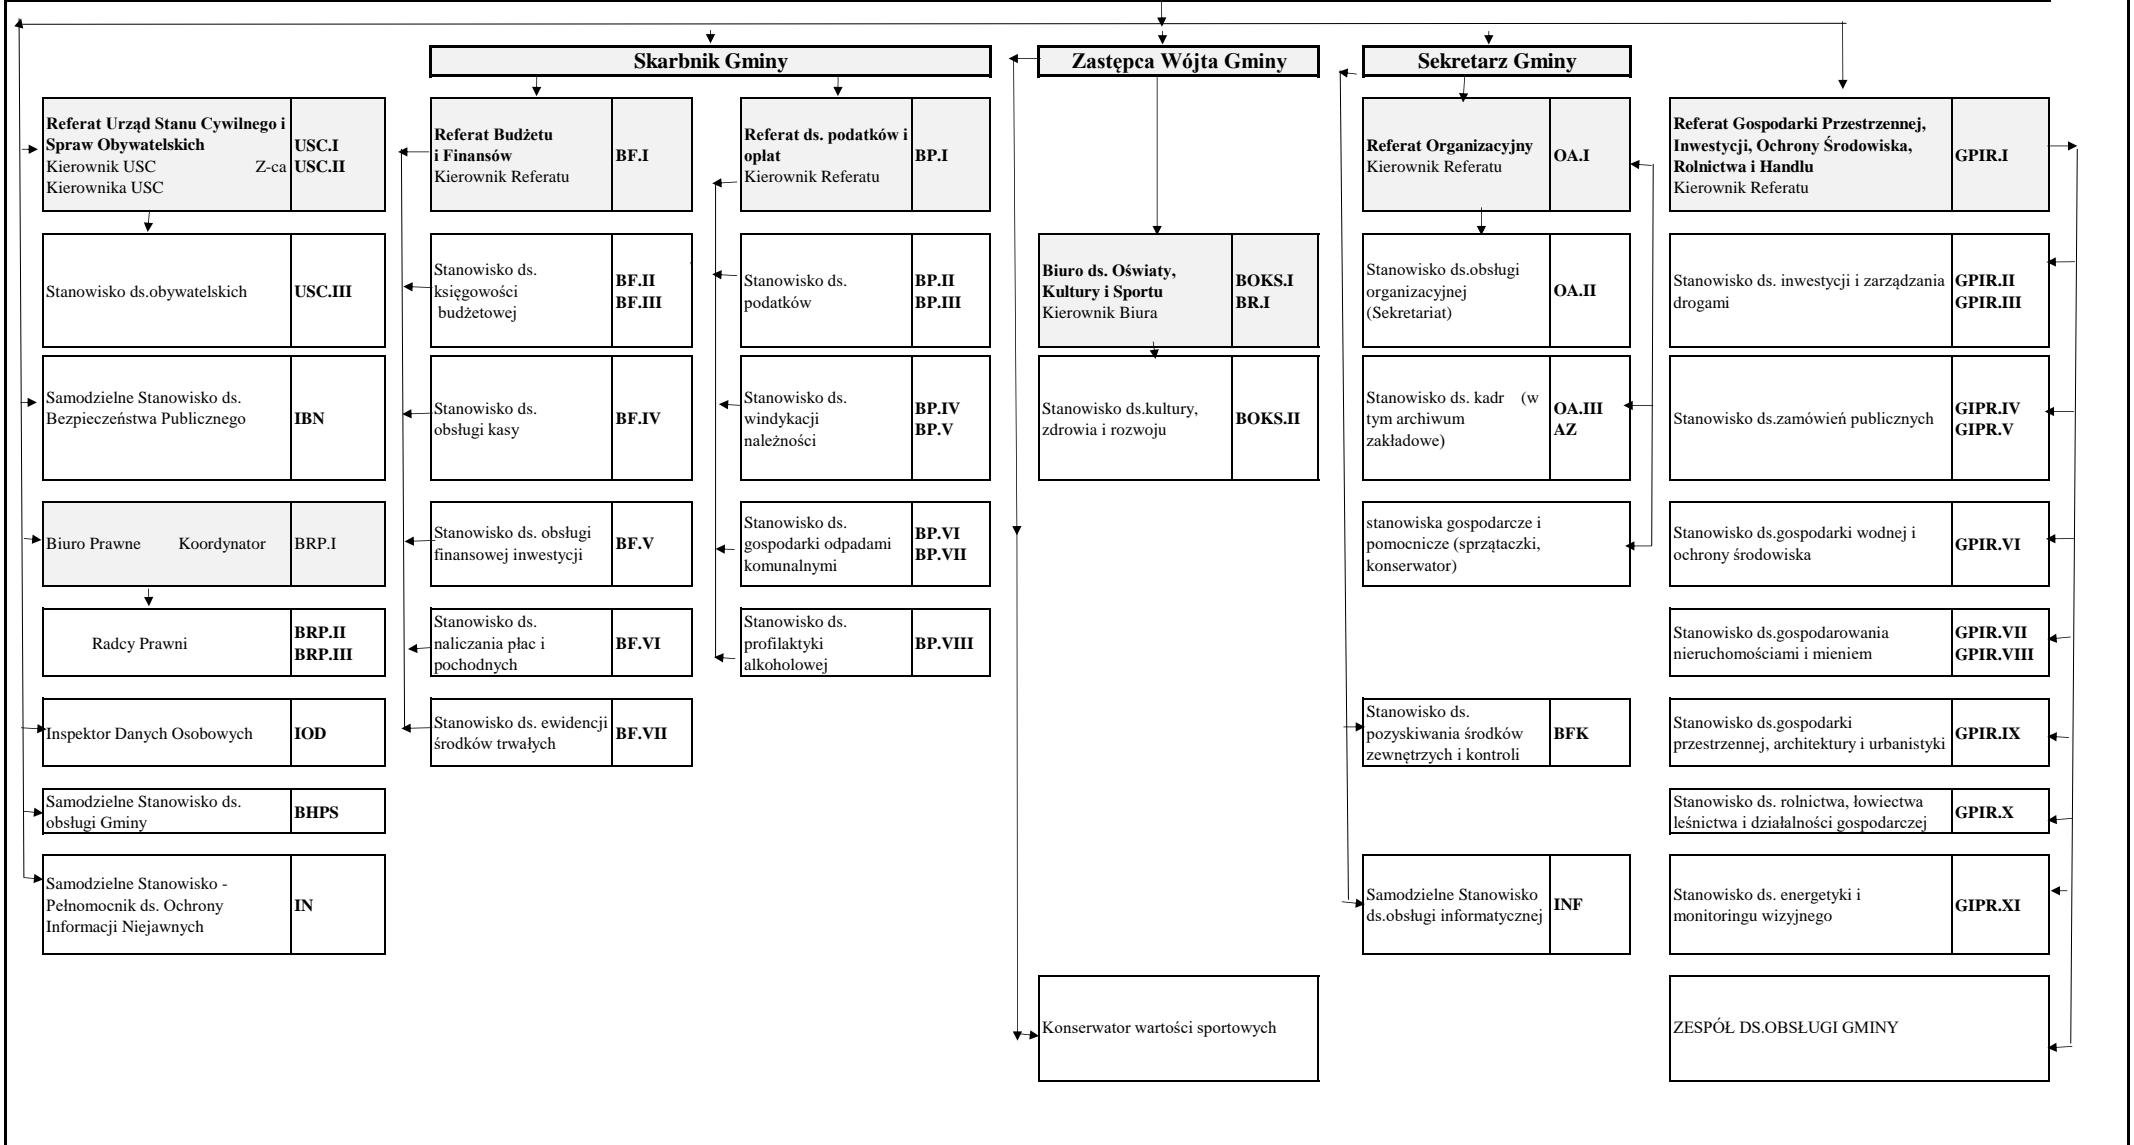 Skarbnik Gminy
Zastępca Wójta Gminy
Sekretarz Gminy
Referat Urząd Stanu Cywilnego i
Spraw Obywatelskich
Kierownik USC Z-ca
Kierownika USC
USC.I
USC.II
Referat Budżetu
i Finansów
Kierownik Referatu
BF.I
Referat ds. podatków i
opłat
Kierownik Referatu
BP.I
Referat Organizacyjny
Kierownik Referatu
OA.I
Referat Gospodarki Przestrzennej,
Inwestycji, Ochrony Środowiska,
Rolnictwa i Handlu
Kierownik Referatu
GPIR.I
Stanowisko ds.obywatelskich
USC.III
Stanowisko ds.
księgowości
budżetowej
BF.II
BF.III
Stanowisko ds.
podatków
BP.II
BP.III
Biuro ds. Oświaty,
Kultury i Sportu
Kierownik Biura
BOKS.I
BR.I
Stanowisko ds.obsługi
organizacyjnej
(Sekretariat)
OA.II
Stanowisko ds. inwestycji i zarządzania
drogami
GPIR.II
GPIR.III
Samodzielne Stanowisko ds.
Bezpieczeństwa Publicznego
IBN
Stanowisko ds.
obsługi kasy
BF.IV
Stanowisko ds.
windykacji
należności
BP.IV
BP.V
Stanowisko ds.kultury,
zdrowia i rozwoju
BOKS.II
Stanowisko ds. kadr (w
tym archiwum
zakładowe)
OA.III
AZ
Stanowisko ds.zamówień publicznych
GIPR.IV
GIPR.V
Biuro Prawne Koordynator
BRP.I
Stanowisko ds. obsługi
finansowej inwestycji
BF.V
Stanowisko ds.
gospodarki odpadami
komunalnymi
BP.VI
BP.VII
stanowiska gospodarcze i
pomocnicze (sprzątaczki,
konserwator)
Stanowisko ds.gospodarki wodnej i
ochrony środowiska
GPIR.VI
Radcy Prawni
BRP.II
BRP.III
Stanowisko ds.
naliczania płac i
pochodnych
BF.VI
Stanowisko ds.
profilaktyki
alkoholowej
BP.VIII
Stanowisko ds.gospodarowania
nieruchomościami i mieniem
GPIR.VII
GPIR.VIII
Inspektor Danych Osobowych
IOD
Stanowisko ds. ewidencji
środków trwałych
BF.VII
Stanowisko ds.
pozyskiwania środków
zewnętrzych i kontroli
BFK
Stanowisko ds.gospodarki
przestrzennej, architektury i urbanistyki
GPIR.IX
Samodzielne Stanowisko ds.
obsługi Gminy
BHPS
Stanowisko ds. rolnictwa, łowiectwa
leśnictwa i działalności gospodarczej
GPIR.X
Samodzielne Stanowisko -
Pełnomocnik ds. Ochrony
Informacji Niejawnych
IN
Samodzielne Stanowisko
ds.obsługi informatycznej
INF
Stanowisko ds. energetyki i
monitoringu wizyjnego
GIPR.XI
Konserwator wartości sportowych
ZESPÓŁ DS.OBSŁUGI GMINY